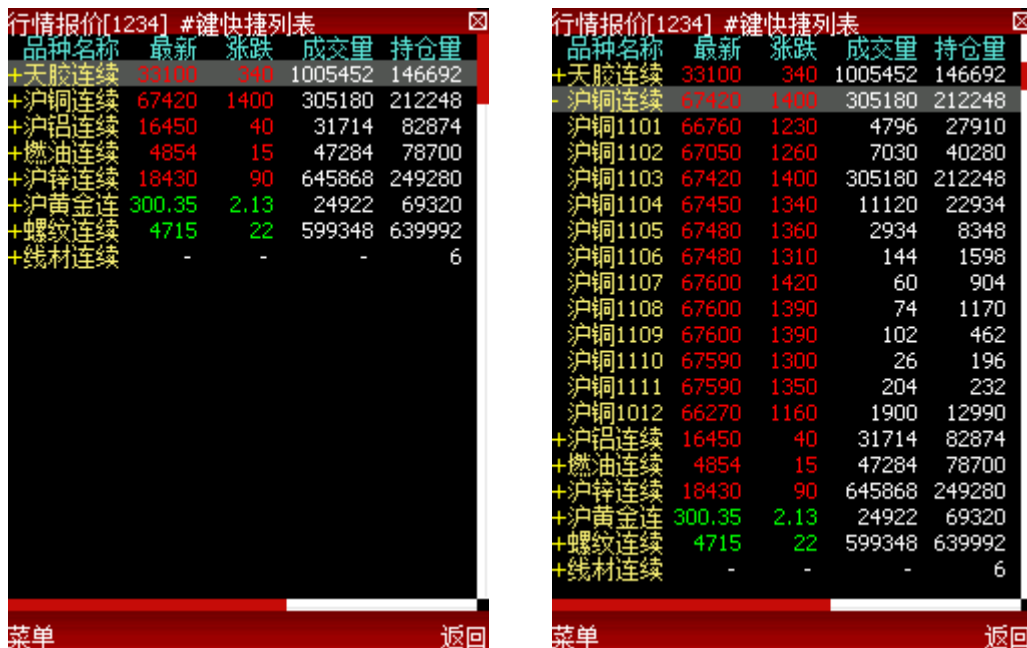 行情报价[1234] #键快捷列表
品种名称 最新 涨跌 成交量 持仓量
+天胶连续 33100 340 1005452 146692
+沪铜连续 67420 1400 305180 212248
+沪铝连续 16450 40 31714 82874
+燃油连续 4854 15 47284 78700
+沪锌连续 18430 90 645868 249280
+沪黄金连 300.35 2.13 24922 69320
+螺纹连续 4715 22 599348 639992
+线材连续 - - - 6
菜单 返回
行情报价[1234] #键快捷列表
品种名称 最新 涨跌 成交量 持仓量
+天胶连续 33100 340 1005452 146692
- 沪铜连续 67420 1400 305180 212248
沪铜1101 66760 1230 4796 27910
沪铜1102 67050 1260 7030 40280
沪铜1103 67420 1400 305180 212248
沪铜1104 67450 1340 11120 22934
沪铜1105 67480 1360 2934 8348
沪铜1106 67480 1310 144 1598
沪铜1107 67600 1420 60 904
沪铜1108 67600 1390 74 1170
沪铜1109 67600 1390 102 462
沪铜1110 67590 1300 26 196
沪铜1111 67590 1350 204 232
沪铜1012 66270 1160 1900 12990
+沪铝连续 16450 40 31714 82874
+燃油连续 4854 15 47284 78700
+沪锌连续 18430 90 645868 249280
+沪黄金连 300.35 2.13 24922 69320
+螺纹连续 4715 22 599348 639992
+线材连续 - - - 6
菜单 返回